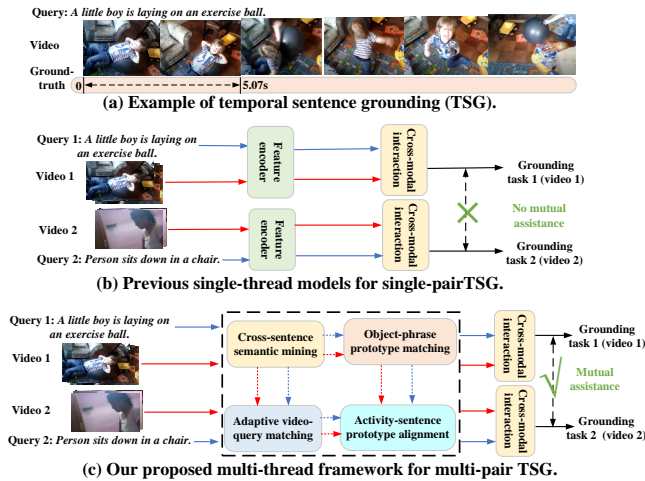 Query: A little boy is laying on an exercise ball.
Video
Ground-
truth
0
5.07s
(a) Example of temporal sentence grounding (TSG).
Query 1: A little boy is laying on
an exercise ball.
Video 1
Video 2
Query 2: Person sits down in a chair.
Feature
encoder
Feature
encoder
Cross-modal
interaction
Cross-modal
interaction
Grounding
task 1 (video 1)
No mutual
assistance
Grounding
task 2 (video 2)
(b) Previous single-thread models for single-pairTSG.
Query 1: A little boy is laying on
an exercise ball.
Video 1
Video 2
Query 2: Person sits down in a chair.
Cross-sentence
semantic mining
Object-phrase
prototype matching
Adaptive video-
query matching
Activity-sentence
prototype alignment
Cross-modal
interaction
Cross-modal
interaction
Grounding
task 1 (video 1)
Mutual
assistance
Grounding
task 2 (video 2)
(c) Our proposed multi-thread framework for multi-pair TSG.